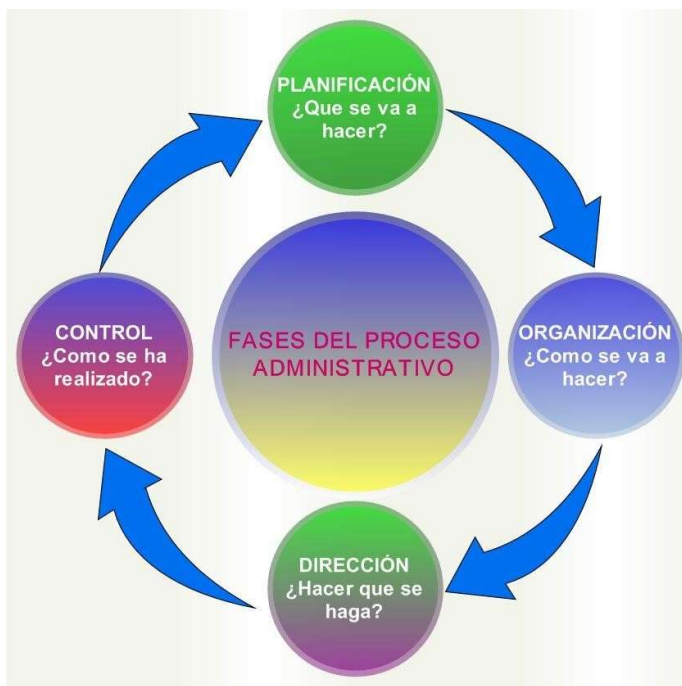 PLANIFICACIÓN
¿Que se va a
hacer?
FASES DEL PROCESO
ADMINISTRATIVO
CONTROL
¿Como se ha
realizado?
ORGANIZACIÓN
¿Como se va a
hacer?
DIRECCIÓN
¿Hacer que se
haga?